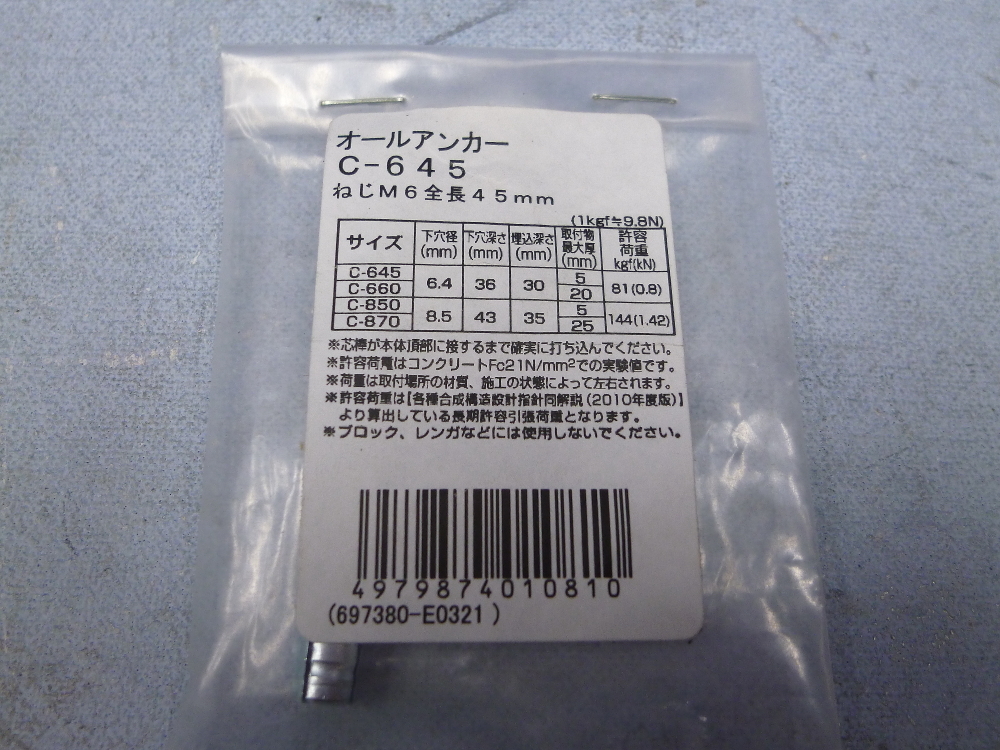 オールアンカー
C-645
ねじM6全長45mm
(1kgf≒9.8N)
サイズ 下穴径(mm) 下穴深さ(mm) 埋込深さ(mm) 取付物最大厚(mm) 許容荷重kgf(kN)
C-645 6.4 36 30 5 81(0.8)
C-660 20
C-850 8.5 43 35 5 144(1.42)
C-870 25
※芯棒が本体頂部に接するまで確実に打ち込んでください。
※許容荷重はコンクリートFc21N/mm²での実験値です。
※荷重は取付場所の材質、施工の状態によって左右されます。
※許容荷重は【各種合成構造設計指針同解説(2010年度版)】
より算出している長期許容引張荷重となります。
※ブロック、レンガなどには使用しないでください。
4979874010810
(697380-E0321)